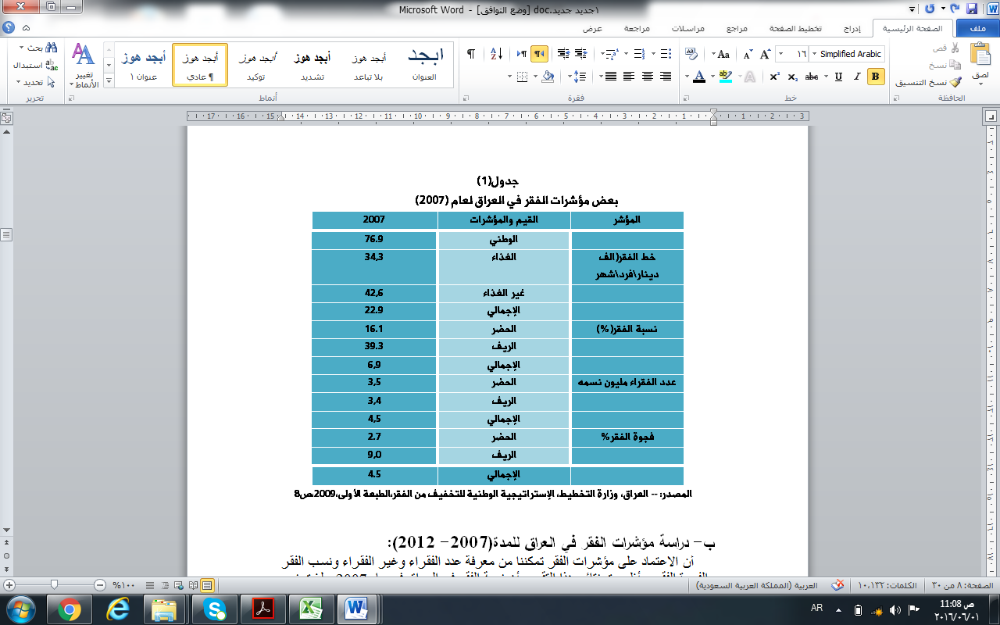 ١جديد جديد.doc [وضع التوافق] - Microsoft Word
ملف الصفحة الرئيسية إدراج تخطيط الصفحة مراجع مراسلات مراجعة عرض
لصق
قص
نسخ
نسخ التنسيق
الحافظة
Simplified Arabic ١٦
خط
فقرة
أبجد هوز
¶ عادي
أبجد هوز
عنوان ١
أبجد هوز
توكيد
أبجد هوز
تشديد
أبجد هوز
بلا تباعد
ابجد
العنوان
أنماط
تغيير الأنماط
بحث
استبدال
تحديد
تحرير
جدول(1)
بعض مؤشرات الفقر في العراق لعام (2007)
المؤشر القيم والمؤشرات 2007
الوطني 76.9
خط الفقر(الف الغذاء 34,3
دينار\فرد\شهر
غير الغذاء 42,6
الإجمالي 22.9
نسبة الفقر(%) الحضر 16.1
الريف 39.3
الإجمالي 6,9
عدد الفقراء مليون نسمه الحضر 3,5
الريف 3,4
الإجمالي 4,5
فجوة الفقر% الحضر 2.7
الريف 9,0
الإجمالي 4.5
المصدر: -- العراق، وزارة التخطيط، الإستراتيجية الوطنية للتخفيف من الفقر،الطبعة الأولى،2009،ص8
ب- دراسة مؤشرات الفقر في العراق للمدة(2007- 2012):
أن الاعتماد على مؤشرات الفقر تمكننا من معرفة عدد الفقراء وغير الفقراء ونسب الفقر
الصفحة: ٨ من ٣٠ الكلمات: ١٠،١٣٢ العربية (المملكة العربية السعودية) ١٠٠%
AR
11:08 ص
٢٠١٦/٠٦/٠١